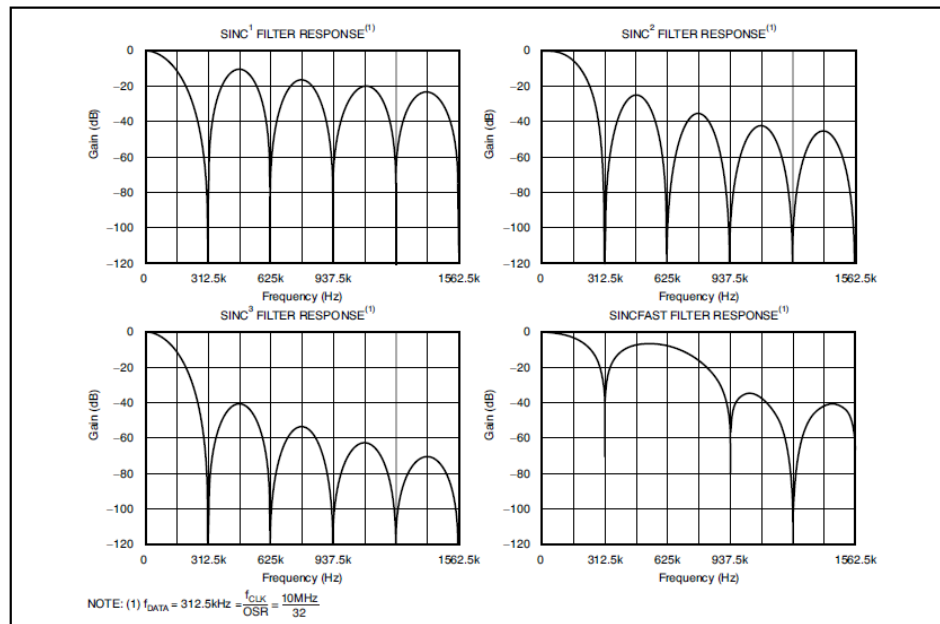 SINC¹ FILTER RESPONSE⁽¹⁾
0
−20
−40
−60
−80
−100
−120
Gain (dB)
0 312.5k 625k 937.5k 1562.5k
Frequency (Hz)
SINC² FILTER RESPONSE⁽¹⁾
0
−20
−40
−60
−80
−100
−120
Gain (dB)
0 312.5k 625k 937.5k 1562.5k
Frequency (Hz)
SINC³ FILTER RESPONSE⁽¹⁾
0
−20
−40
−60
−80
−100
−120
Gain (dB)
0 312.5k 625k 937.5k 1562.5k
Frequency (Hz)
SINCFAST FILTER RESPONSE⁽¹⁾
0
−20
−40
−60
−80
−100
−120
Gain (dB)
0 312.5k 625k 937.5k 1562.5k
Frequency (Hz)
NOTE: (1) f_DATA = 312.5kHz = f_CLK/OSR = 10MHz/32